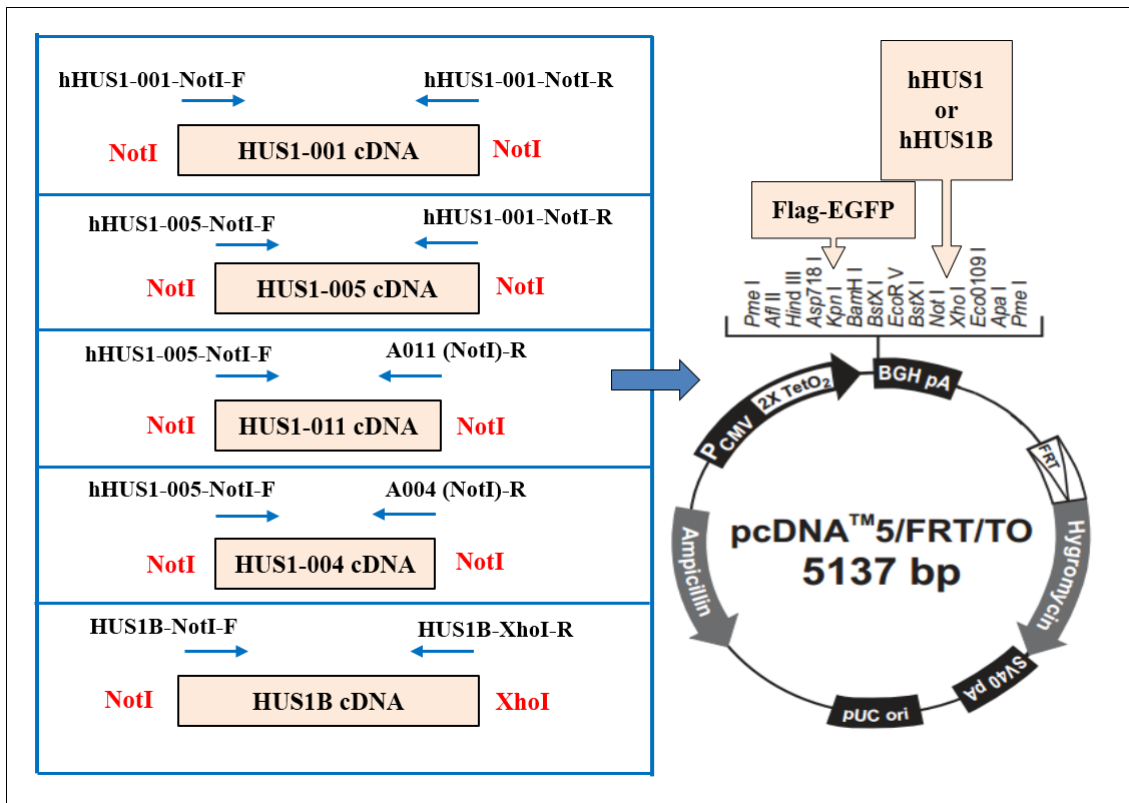 hHUS1-001-NotI-F
hHUS1-001-NotI-R
NotI
HUS1-001 cDNA
NotI
hHUS1-005-NotI-F
hHUS1-001-NotI-R
NotI
HUS1-005 cDNA
NotI
hHUS1-005-NotI-F
A011 (NotI)-R
NotI
HUS1-011 cDNA
NotI
hHUS1-005-NotI-F
A004 (NotI)-R
NotI
HUS1-004 cDNA
NotI
HUS1B-NotI-F
HUS1B-XhoI-R
NotI
HUS1B cDNA
XhoI
hHUS1
or
hHUS1B
Flag-EGFP
Pme I
Afl II
Hind III
Asp718 I
Kpn I
BamH I
BstX I
EcoR V
BstX I
Not I
Xho I
Eco0109 I
Apa I
Pme I
PCMV
2X TetO2
BGH pA
FRT
Hygromycin
SV40 pA
pUC ori
Ampicillin
pcDNA™5/FRT/TO
5137 bp